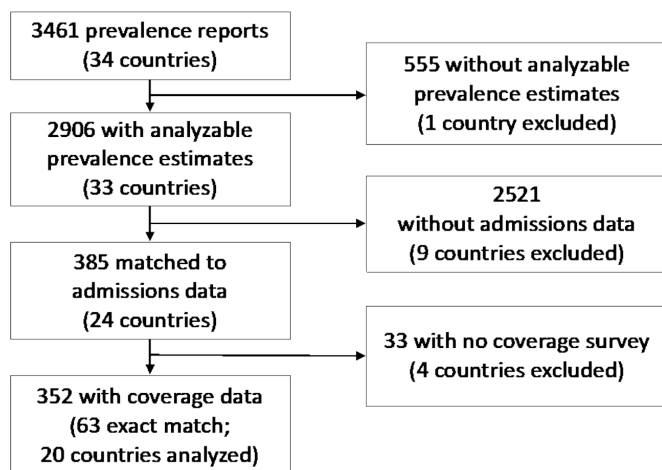 3461 prevalence reports
(34 countries)
555 without analyzable
prevalence estimates
(1 country excluded)
2906 with analyzable
prevalence estimates
(33 countries)
2521
without admissions data
(9 countries excluded)
385 matched to
admissions data
(24 countries)
33 with no coverage survey
(4 countries excluded)
352 with coverage data
(63 exact match;
20 countries analyzed)